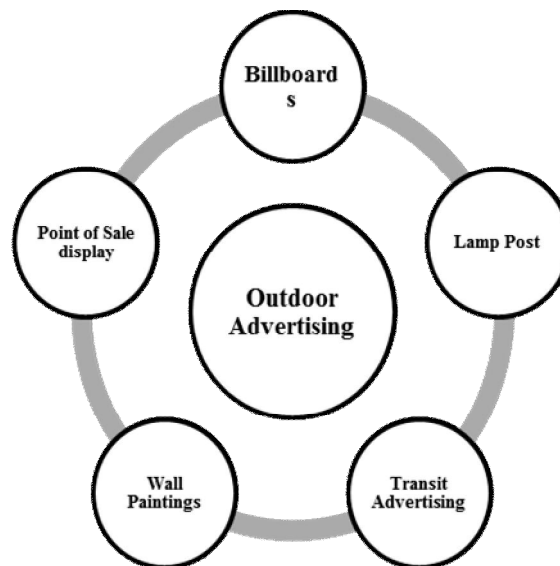 Billboard
s
Point of Sale
display
Lamp Post
Outdoor
Advertising
Wall
Paintings
Transit
Advertising